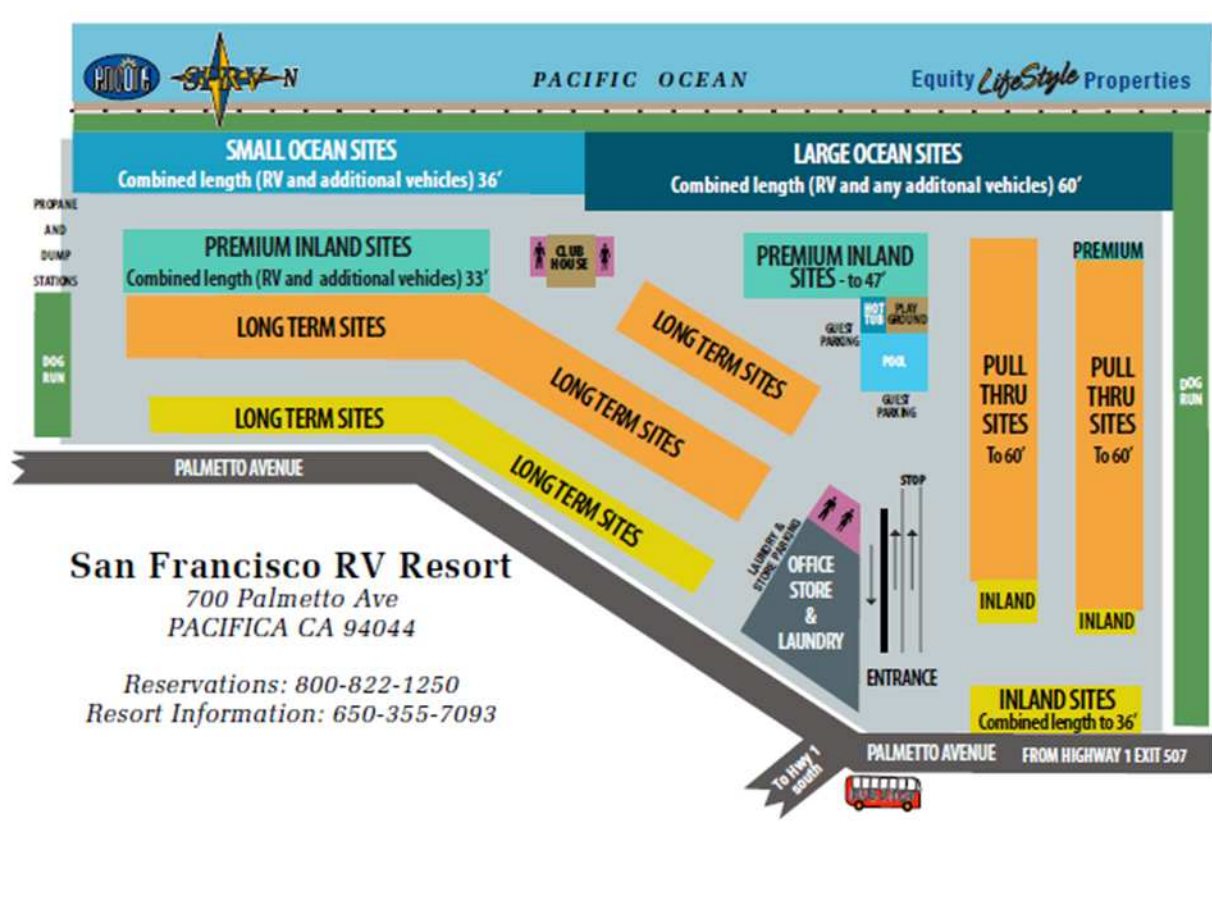 ENCORE
SFRV N
PACIFIC OCEAN
Equity LifeStyle Properties
SMALL OCEAN SITES
Combined length (RV and additional vehicles) 36′
LARGE OCEAN SITES
Combined length (RV and any additonal vehicles) 60′
PROPANE
AND
DUMP
STATIONS
PREMIUM INLAND SITES
Combined length (RV and additional vehicles) 33′
CLUB
HOUSE
PREMIUM INLAND
SITES - to 47′
PREMIUM
HOT
TUB
PLAY
GROUND
GUEST
PARKING
POOL
GUEST
PARKING
LONG TERM SITES
LONG TERM SITES
LONG TERM SITES
DOG
RUN
PULL
THRU
SITES
To 60′
PULL
THRU
SITES
To 60′
DOG
RUN
LONG TERM SITES
LONG TERM SITES
PALMETTO AVENUE
STOP
LAUNDRY &
STORE PARKING
OFFICE
STORE
&
LAUNDRY
INLAND
INLAND
ENTRANCE
INLAND SITES
Combined length to 36′
San Francisco RV Resort
700 Palmetto Ave
PACIFICA CA 94044
Reservations: 800-822-1250
Resort Information: 650-355-7093
PALMETTO AVENUE
FROM HIGHWAY 1 EXIT 507
To Hwy 1
south